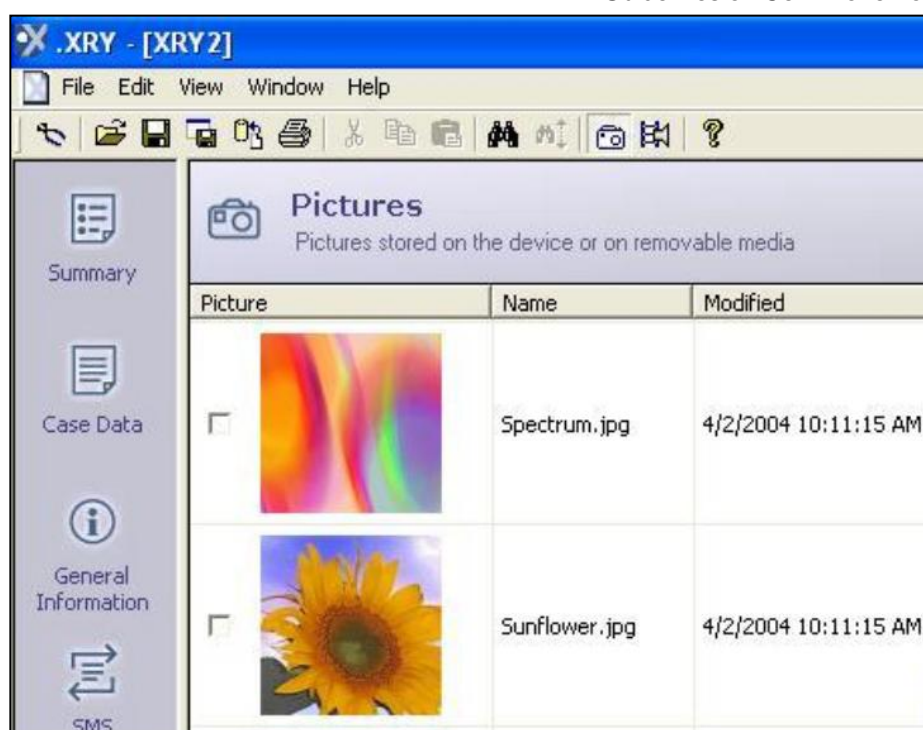 .XRY - [XRY2]
File Edit View Window Help
Pictures
Pictures stored on the device or on removable media
Summary
Picture Name Modified
Case Data
Spectrum.jpg 4/2/2004 10:11:15 AM
General
Information
Sunflower.jpg 4/2/2004 10:11:15 AM
SMS